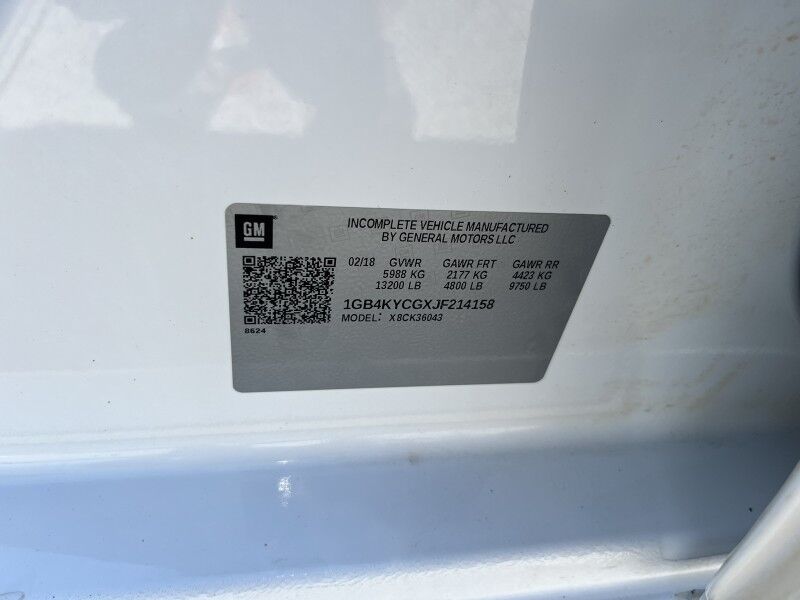 GM
INCOMPLETE VEHICLE MANUFACTURED
BY GENERAL MOTORS LLC
02/18 GVWR GAWR FRT GAWR RR
5988 KG 2177 KG 4423 KG
13200 LB 4800 LB 9750 LB
1GB4KYCGXJF214158
MODEL: X8CK36043
8624